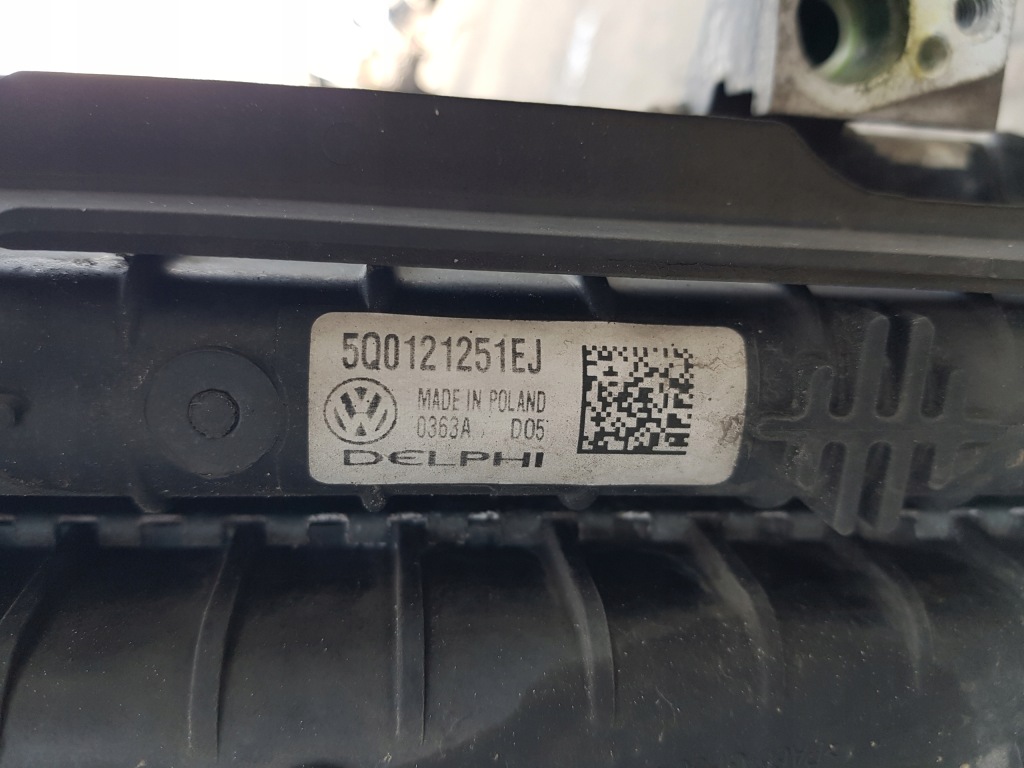 5Q0121251EJ
MADE IN POLAND
0363A D05
DELPHI